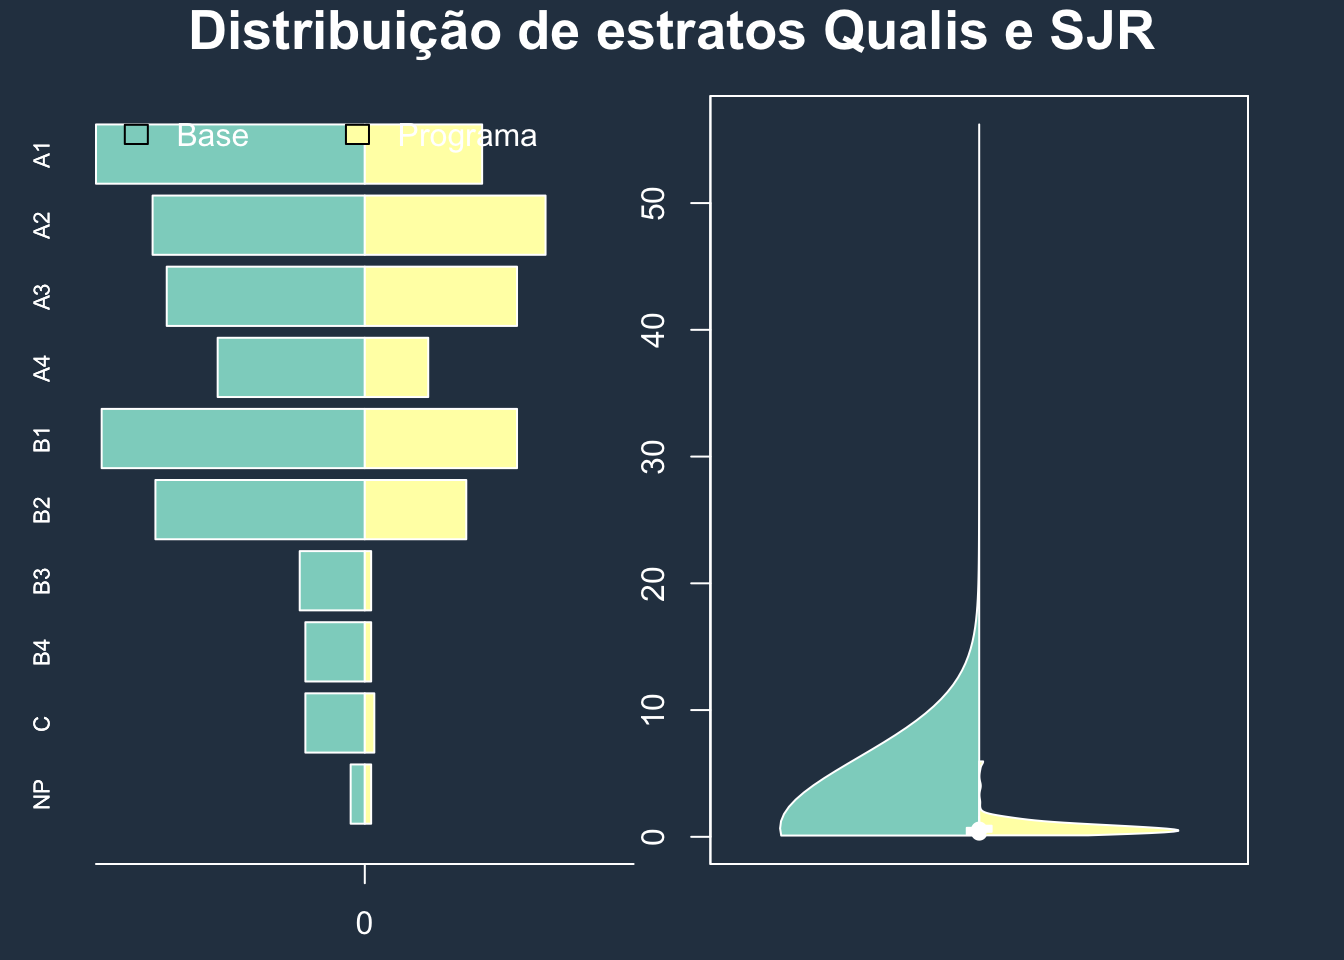 Distribuição de estratos Qualis e SJR
Base
Programa
A1
A2
A3
A4
B1
B2
B3
B4
C
NP
0
50
40
30
20
10
0